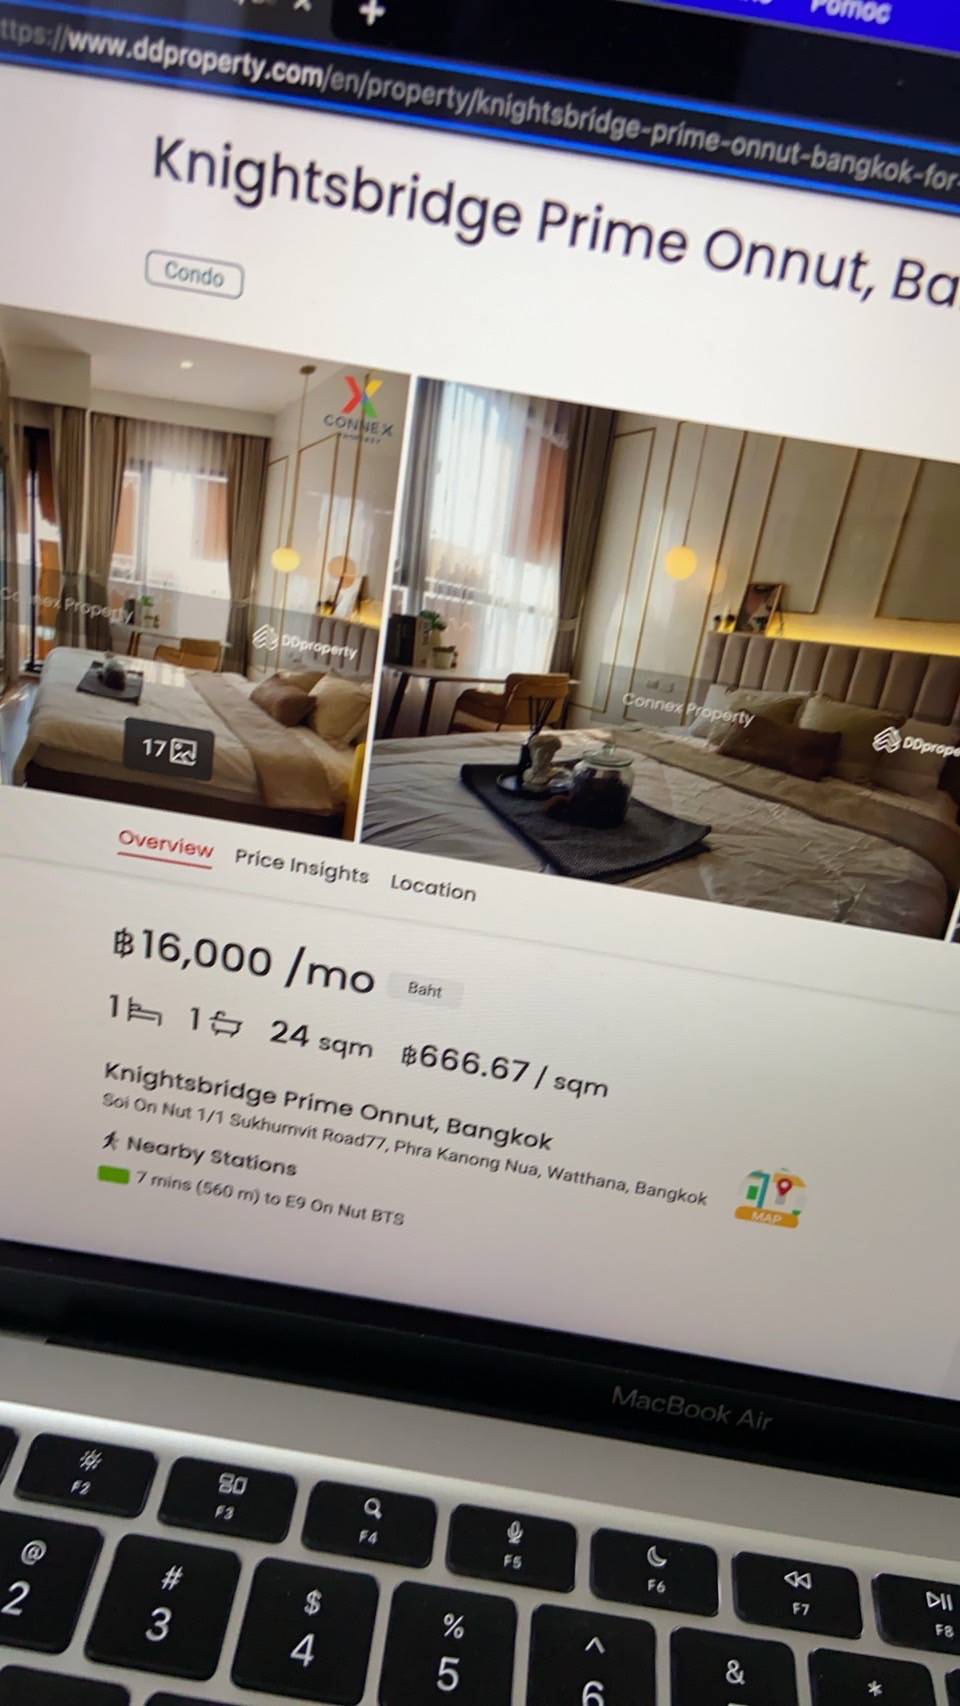 Pomoc
ttps://www.ddproperty.com/en/property/knightsbridge-prime-onnut-bangkok-for-
Knightsbridge Prime Onnut, Ba
Condo
CONNEX
Connex Property
DDproperty
17
Connex Property
DDprope
Overview Price Insights Location
฿16,000 /mo Baht
1 1 24 sqm ฿666.67 / sqm
Knightsbridge Prime Onnut, Bangkok
Soi On Nut 1/1 Sukhumvit Road77, Phra Kanong Nua, Watthana, Bangkok
Nearby Stations
7 mins (560 m) to E9 On Nut BTS
MAP
MacBook Air
F2 F3 F4 F5 F6 F7 F8
@ # $ % ^ & *
2 3 4 5 6